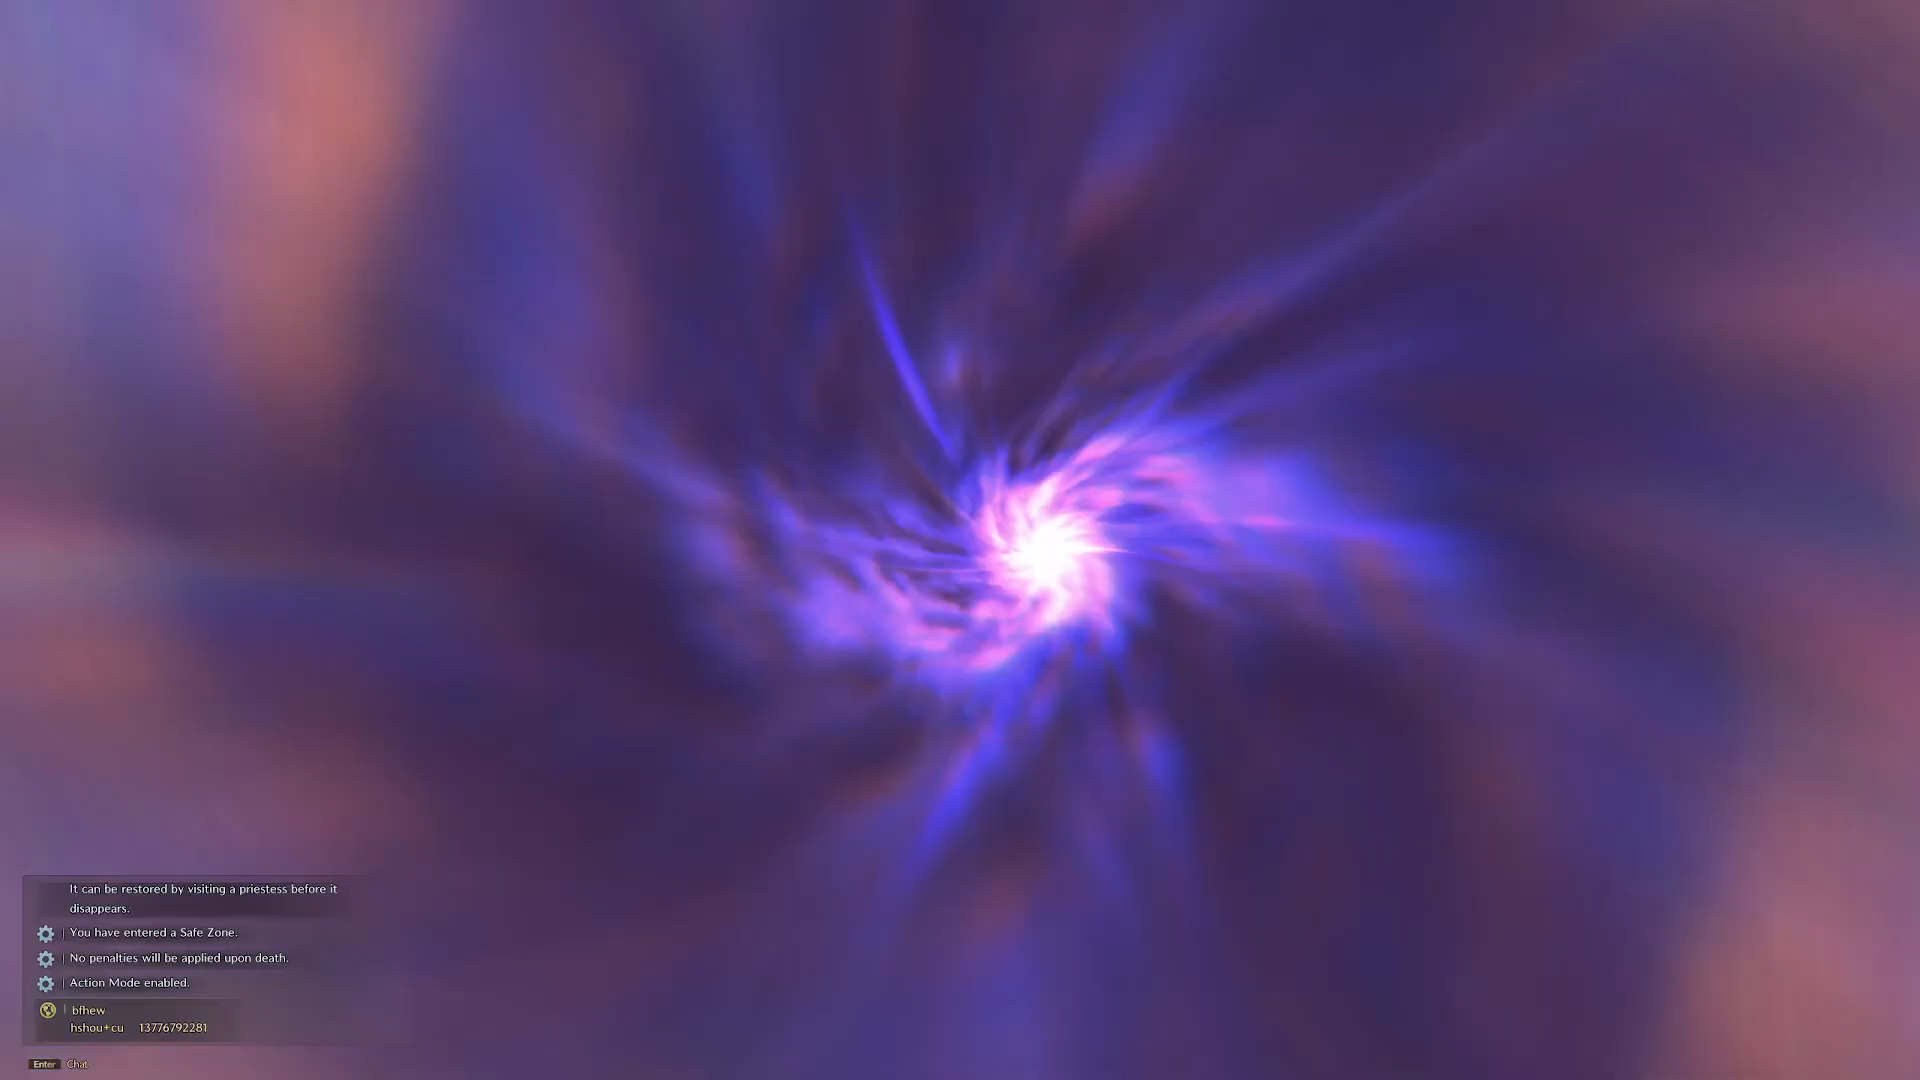 It can be restored by visiting a priestess before it
disappears.
You have entered a Safe Zone.
No penalties will be applied upon death.
Action Mode enabled.
bfhew
hshou+cu 13776792281
Enter Chat